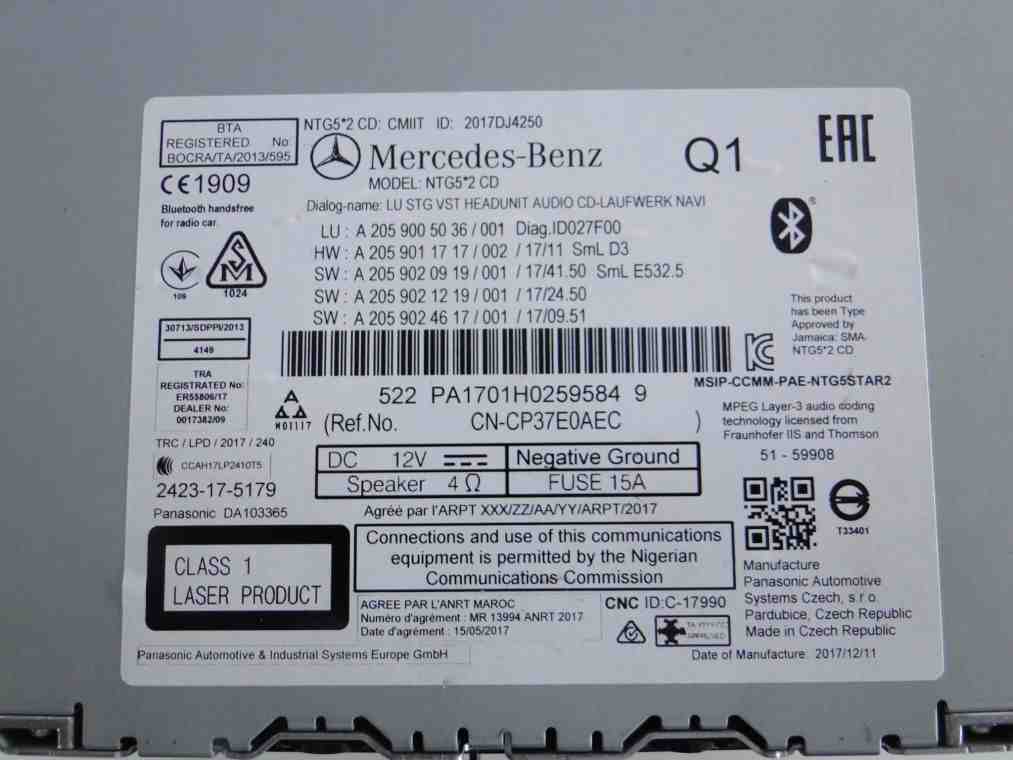 BTA
REGISTERED No:
BOCRA/TA/2013/595
NTG5*2 CD: CMIIT ID: 2017DJ4250
Mercedes-Benz
Q1
EAC
MODEL: NTG5*2 CD
CE1909
Bluetooth handsfree
for radio car.
Dialog-name: LU STG VST HEADUNIT AUDIO CD-LAUFWERK NAVI
LU : A 205 900 50 36 / 001 Diag.ID027F00
HW : A 205 901 17 17 / 002 / 17/11 SmL D3
SW : A 205 902 09 19 / 001 / 17/41.50 SmL E532.5
SW : A 205 902 12 19 / 001 / 17/24.50
SW : A 205 902 46 17 / 001 / 17/09.51
109
1024
This product
has been Type
Approved by
Jamaica: SMA-
NTG5*2 CD
30713/SDPPI/2013
4149
TRA
REGISTRATED No:
ER55806/17
DEALER No:
0017382/09
MSIP-CCMM-PAE-NTG5STAR2
522 PA1701H0259584 9
M01117
(Ref.No. CN-CP37E0AEC )
MPEG Layer-3 audio coding
technology licensed from
Fraunhofer IIS and Thomson
51 - 59908
TRC / LPD / 2017 / 240
CCAH17LP2410T5
2423-17-5179
Panasonic DA103365
DC 12V
Negative Ground
Speaker 4 Ω
FUSE 15A
Agréé par l'ARPT XXX/ZZ/AA/YY/ARPT/2017
T33401
CLASS 1
LASER PRODUCT
Connections and use of this communications
equipment is permitted by the Nigerian
Communications Commission
Manufacture
Panasonic Automotive
Systems Czech, s.r.o.
Pardubice, Czech Republic
Made in Czech Republic
AGREE PAR L'ANRT MAROC
Numéro d'agrément : MR 13994 ANRT 2017
Date d'agrément : 15/05/2017
CNC ID:C-17990
Panasonic Automotive & Industrial Systems Europe GmbH
Date of Manufacture: 2017/12/11